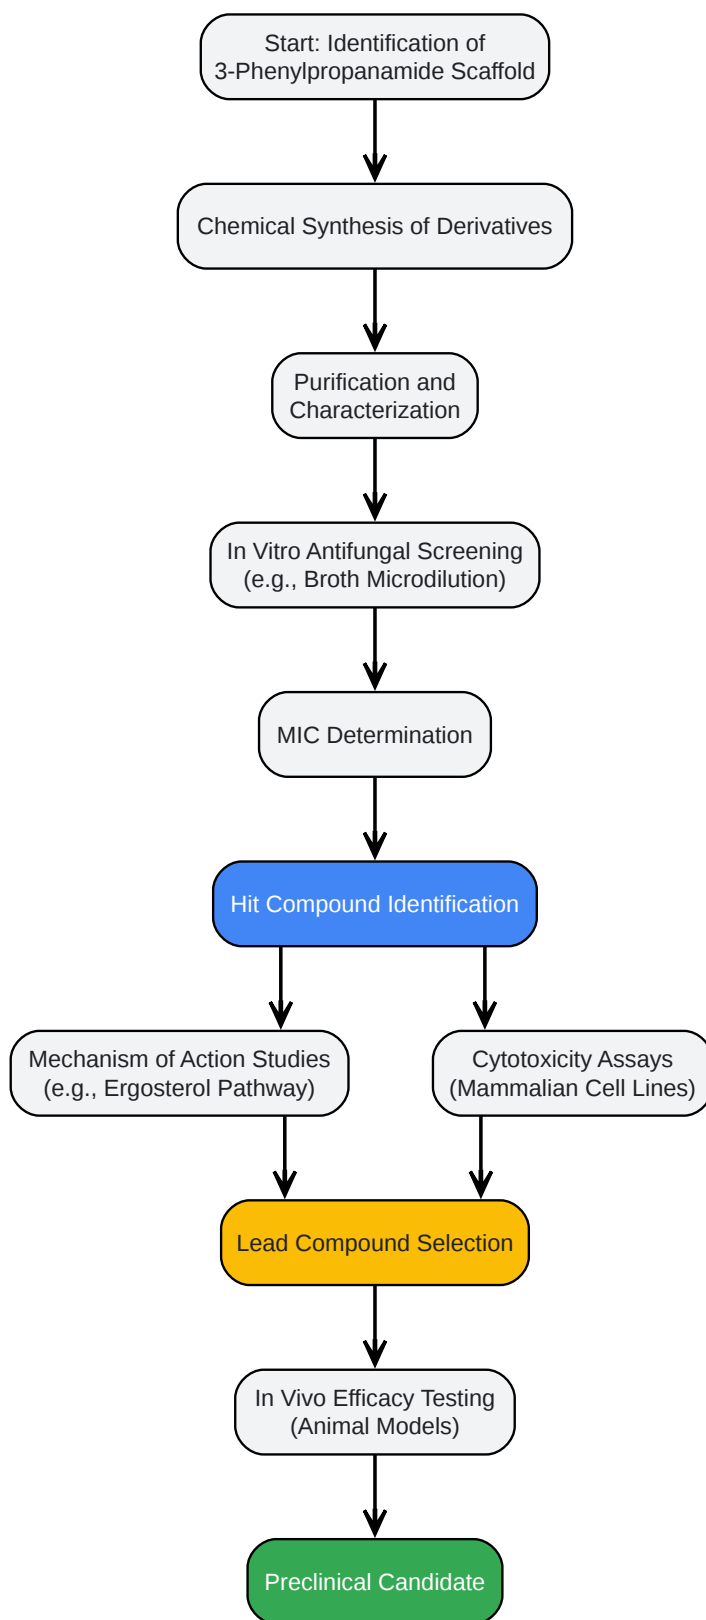 Start: Identification of
3-Phenylpropanamide Scaffold
Chemical Synthesis of Derivatives
Purification and
Characterization
In Vitro Antifungal Screening
(e.g., Broth Microdilution)
MIC Determination
Hit Compound Identification
Mechanism of Action Studies
(e.g., Ergosterol Pathway)
Cytotoxicity Assays
(Mammalian Cell Lines)
Lead Compound Selection
In Vivo Efficacy Testing
(Animal Models)
Preclinical Candidate